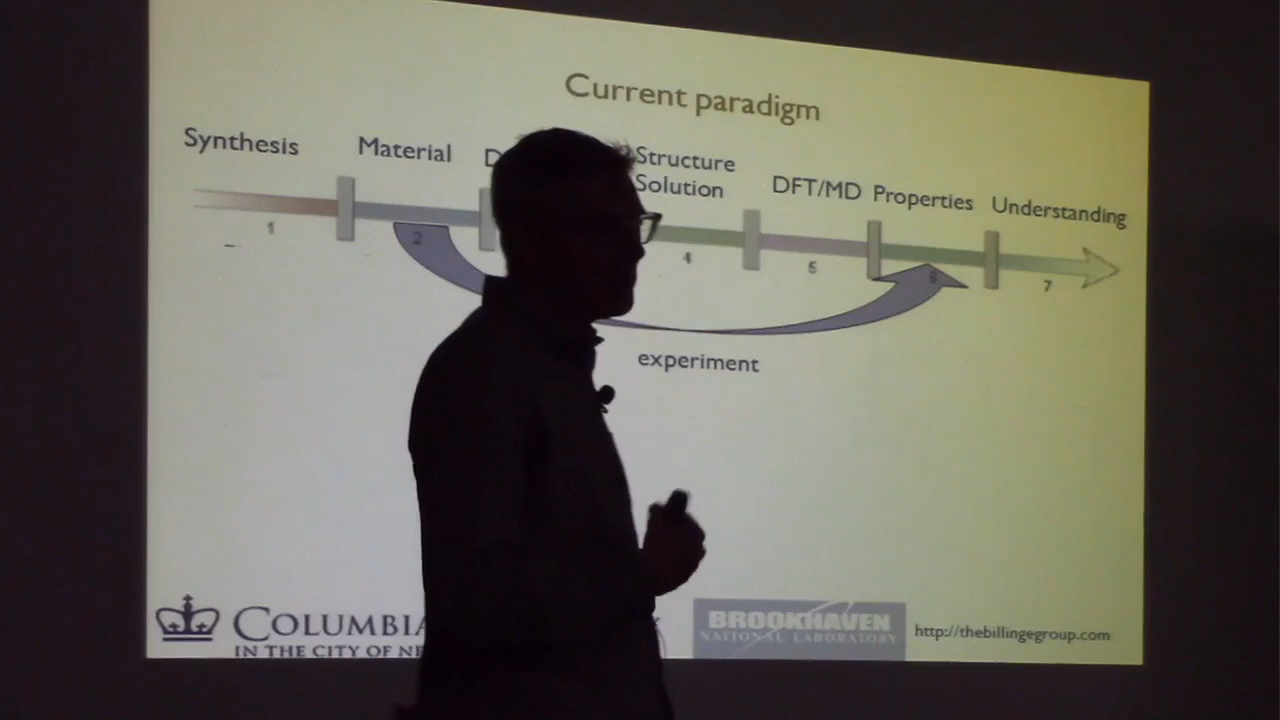 Current paradigm
Synthesis
Material
Structure
Solution
DFT/MD
Properties
Understanding
1
2
4
5
6
7
experiment
COLUMBIA
IN THE CITY OF NE
BROOKHAVEN
NATIONAL LABORATORY
http://thebillingegroup.com